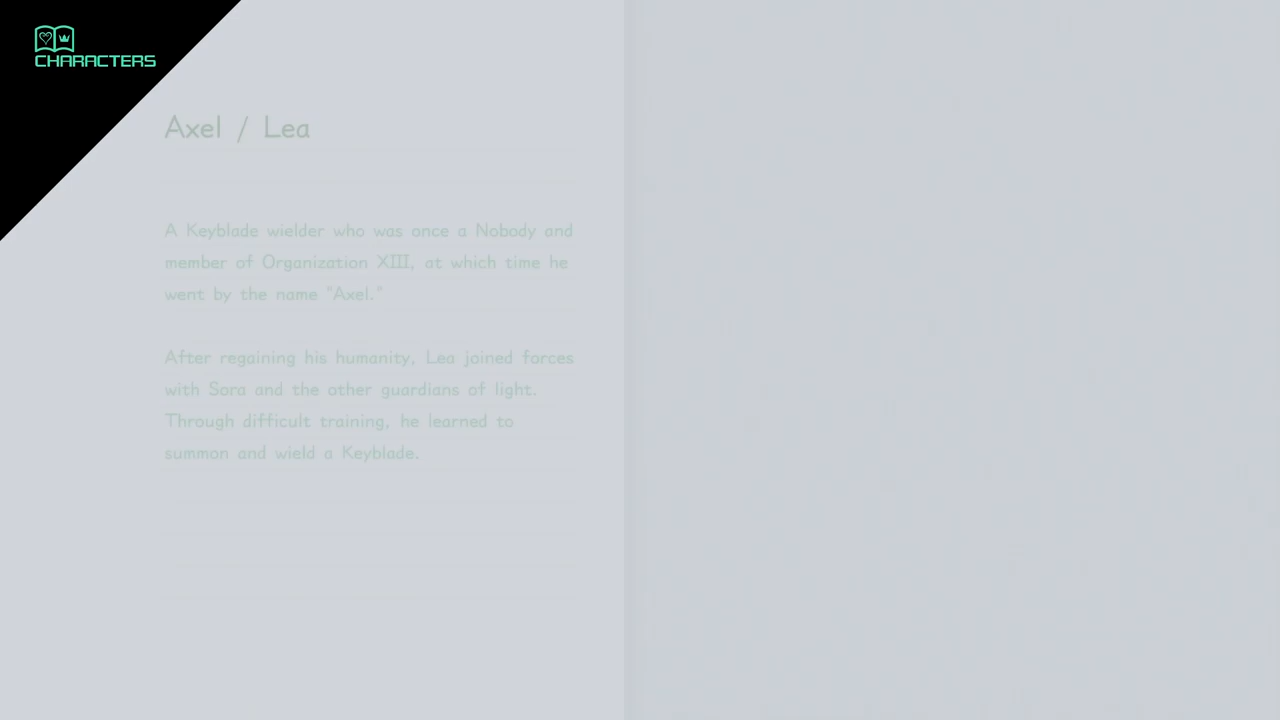 CHARACTERS
Axel / Lea
A Keyblade wielder who was once a Nobody and
member of Organization XIII, at which time he
went by the name "Axel."
After regaining his humanity, Lea joined forces
with Sora and the other guardians of light.
Through difficult training, he learned to
summon and wield a Keyblade.